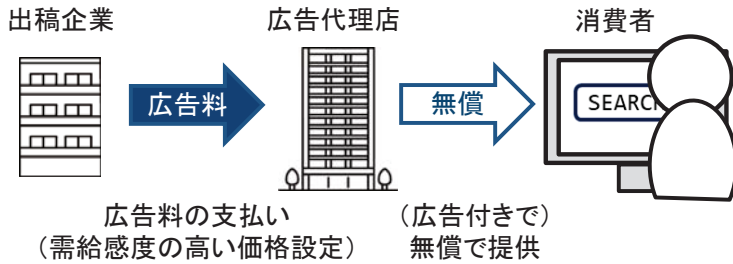 出稿企業
広告代理店
消費者
広告料
無償
SEARCH
広告料の支払い
（需給感度の高い価格設定）
（広告付きで）
無償で提供